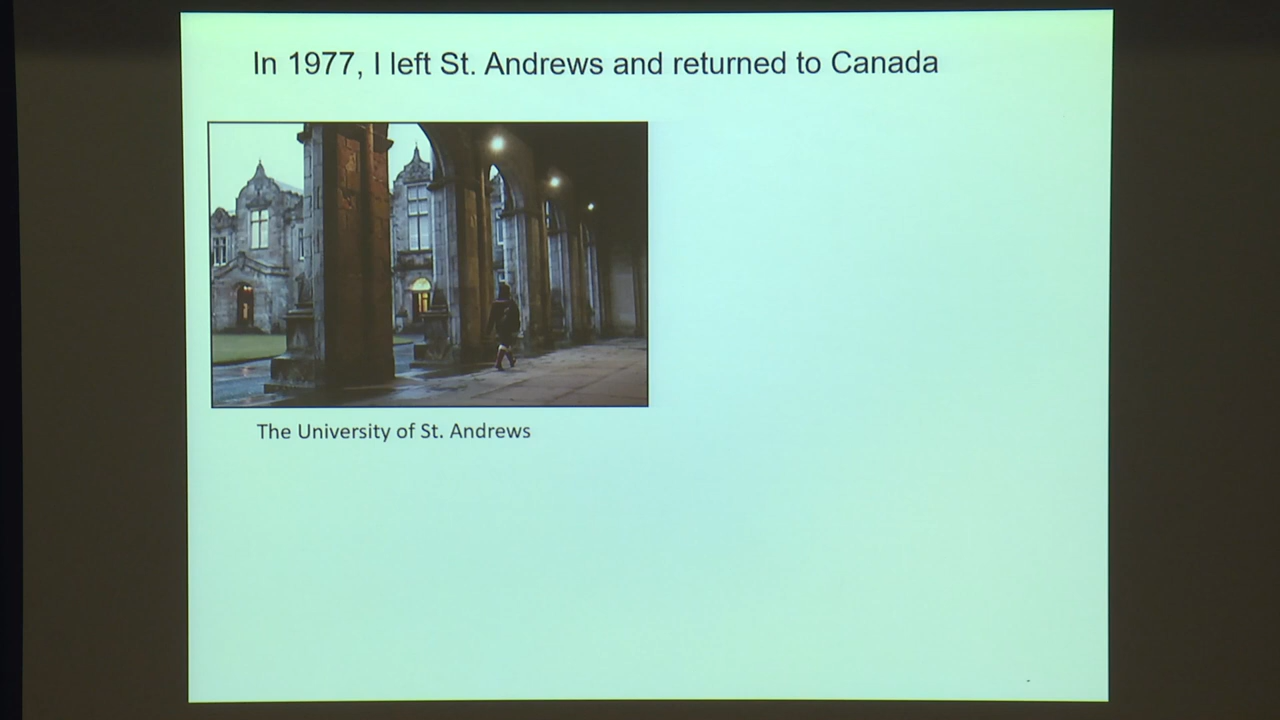 In 1977, I left St. Andrews and returned to Canada
The University of St. Andrews